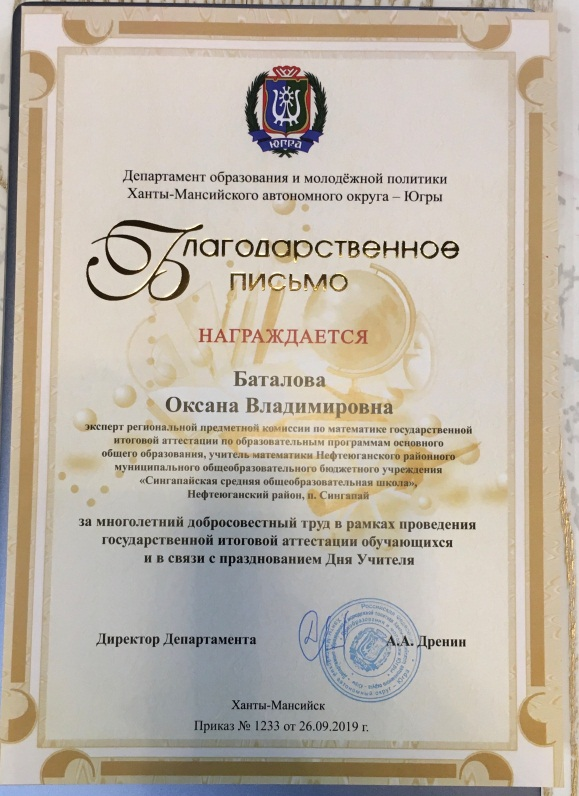 ЮГРА
Департамент образования и молодёжной политики
Ханты-Мансийского автономного округа – Югры
Благодарственное
письмо
НАГРАЖДАЕТСЯ
Баталова
Оксана Владимировна
эксперт региональной предметной комиссии по математике государственной
итоговой аттестации по образовательным программам основного
общего образования, учитель математики Нефтеюганского районного
муниципального общеобразовательного бюджетного учреждения
«Сингапайская средняя общеобразовательная школа»,
Нефтеюганский район, п. Сингапай
за многолетний добросовестный труд в рамках проведения
государственной итоговой аттестации обучающихся
и в связи с празднованием Дня Учителя
Директор Департамента
А.А. Дренин
Ханты-Мансийск
Приказ № 1233 от 26.09.2019 г.